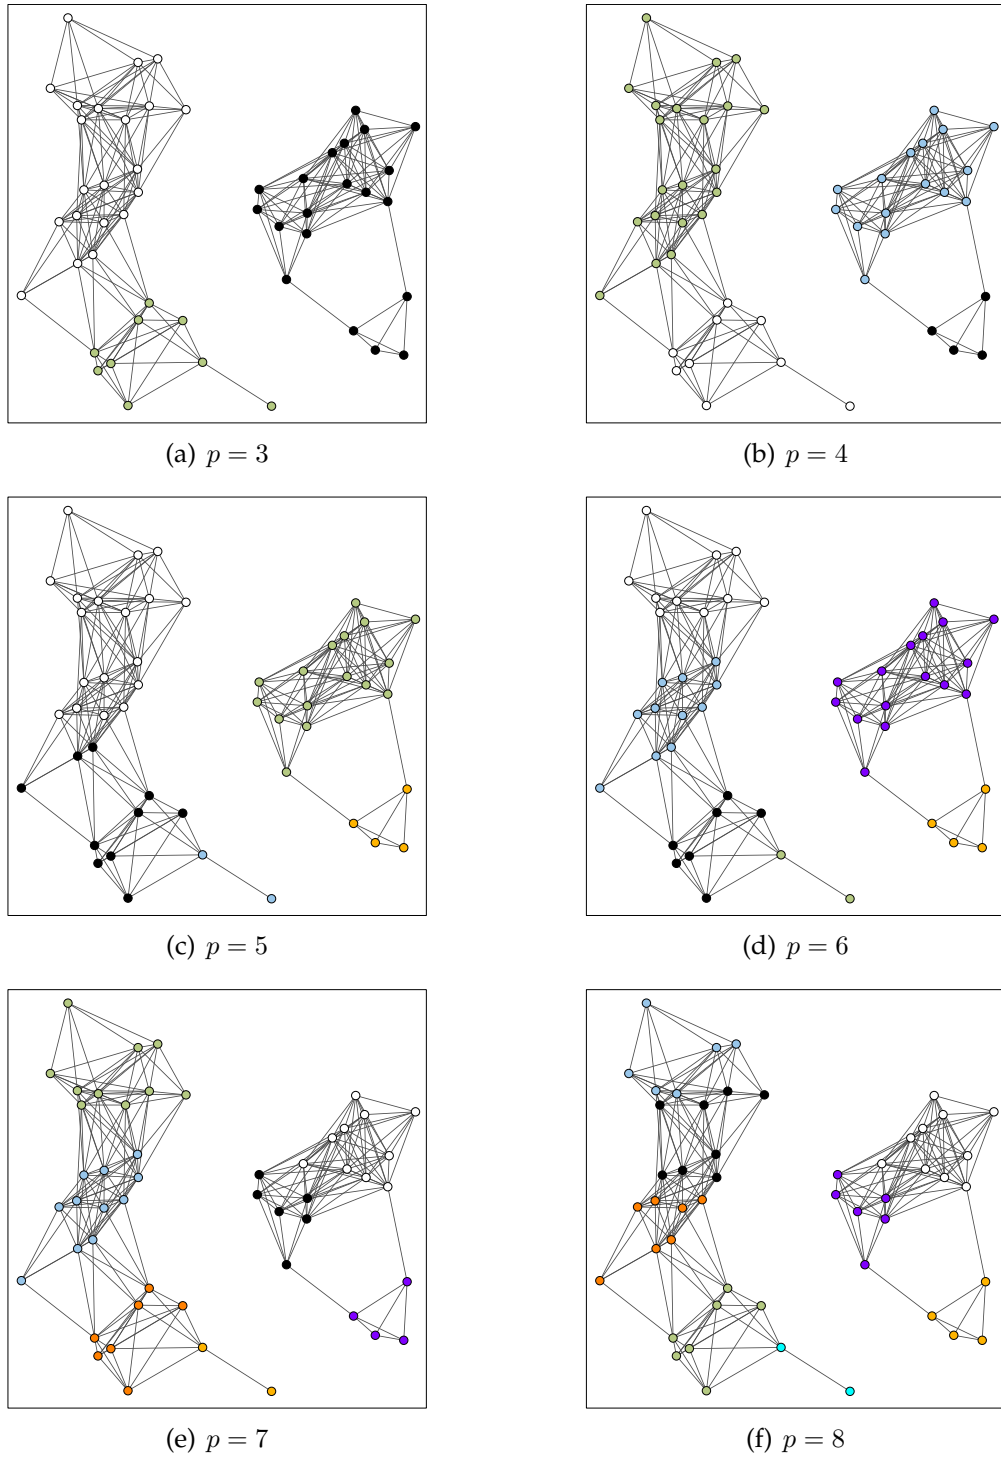 (a) p = 3
(b) p = 4
(c) p = 5
(d) p = 6
(e) p = 7
(f) p = 8